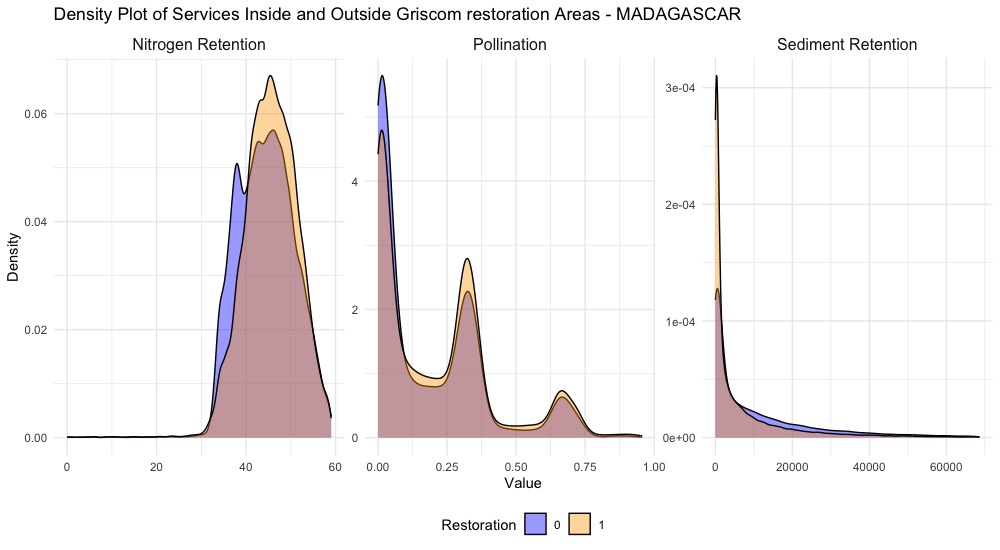 Density Plot of Services Inside and Outside Griscom restoration Areas - MADAGASCAR
Nitrogen Retention
Pollination
Sediment Retention
Density
0.06
0.04
0.02
0.00
0 20 40 60
4
2
0
0.00 0.25 0.50 0.75 1.00
3e-04
2e-04
1e-04
0e+00
0 20000 40000 60000
Value
Restoration 0 1